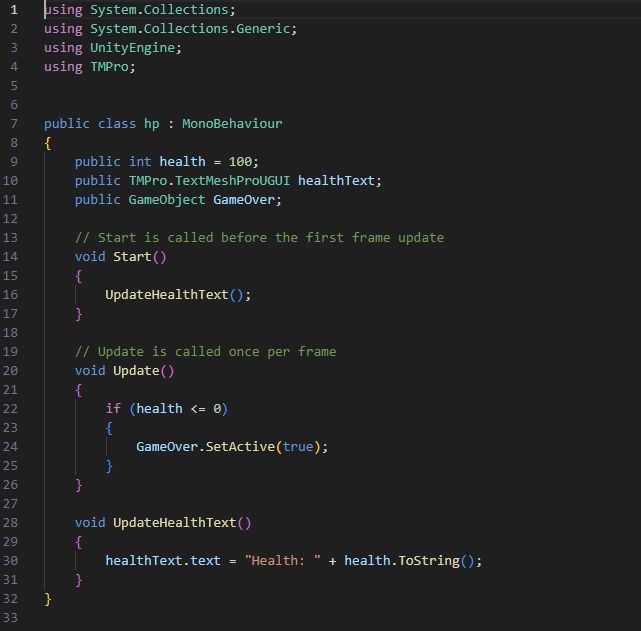 1 using System.Collections;
2 using System.Collections.Generic;
3 using UnityEngine;
4 using TMPro;
5
6
7 public class hp : MonoBehaviour
8 {
9     public int health = 100;
10     public TMPro.TextMeshProUGUI healthText;
11     public GameObject GameOver;
12
13     // Start is called before the first frame update
14     void Start()
15     {
16         UpdateHealthText();
17     }
18
19     // Update is called once per frame
20     void Update()
21     {
22         if (health <= 0)
23         {
24             GameOver.SetActive(true);
25         }
26     }
27
28     void UpdateHealthText()
29     {
30         healthText.text = "Health: " + health.ToString();
31     }
32 }
33